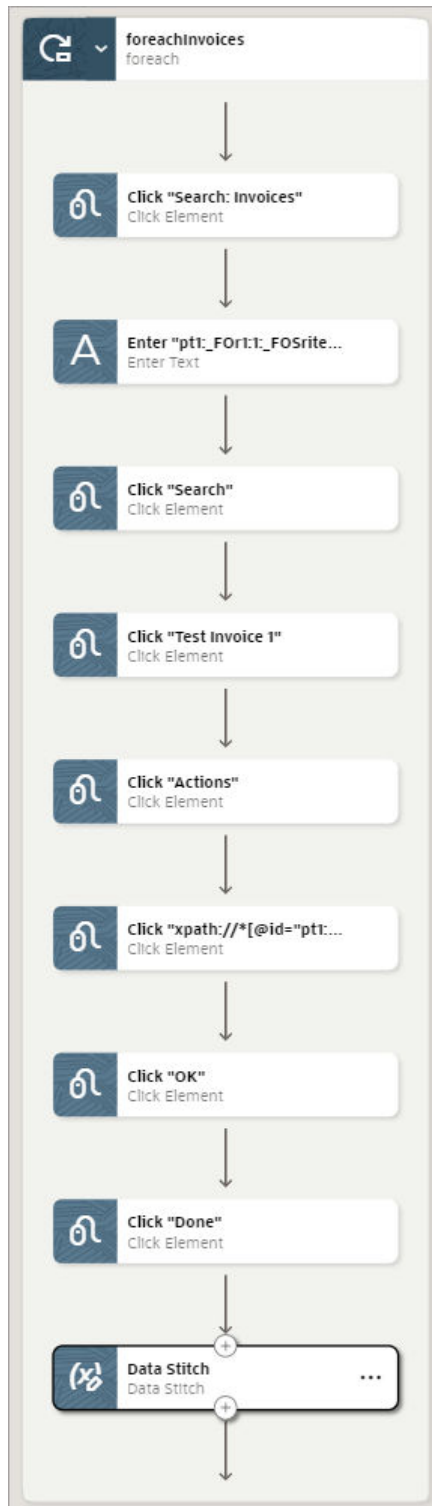 foreachInvoices
foreach
Click "Search: Invoices"
Click Element
A
Enter "pt1:_FOr1:1:_FOSrite...
Enter Text
Click "Search"
Click Element
Click "Test Invoice 1"
Click Element
Click "Actions"
Click Element
Click "xpath://*[@id="pt1:...
Click Element
Click "OK"
Click Element
Click "Done"
Click Element
(x)
Data Stitch
Data Stitch